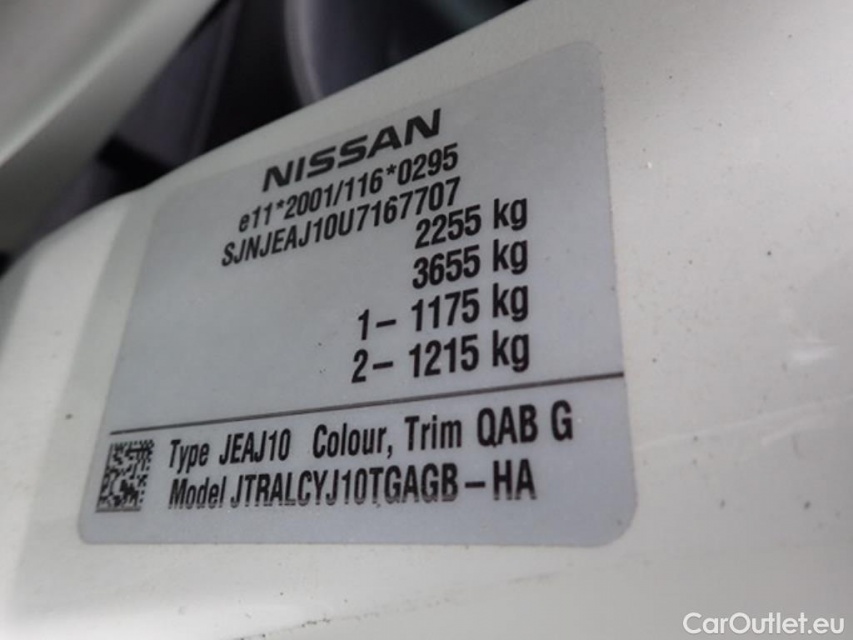 NISSAN
e11*2001/116*0295
SJNJEAJ10U7167707
2255 kg
3655 kg
1– 1175 kg
2– 1215 kg
Type JEAJ10 Colour, Trim QAB G
Model JTRALCYJ10TGAGB – HA
CarOutlet.eu